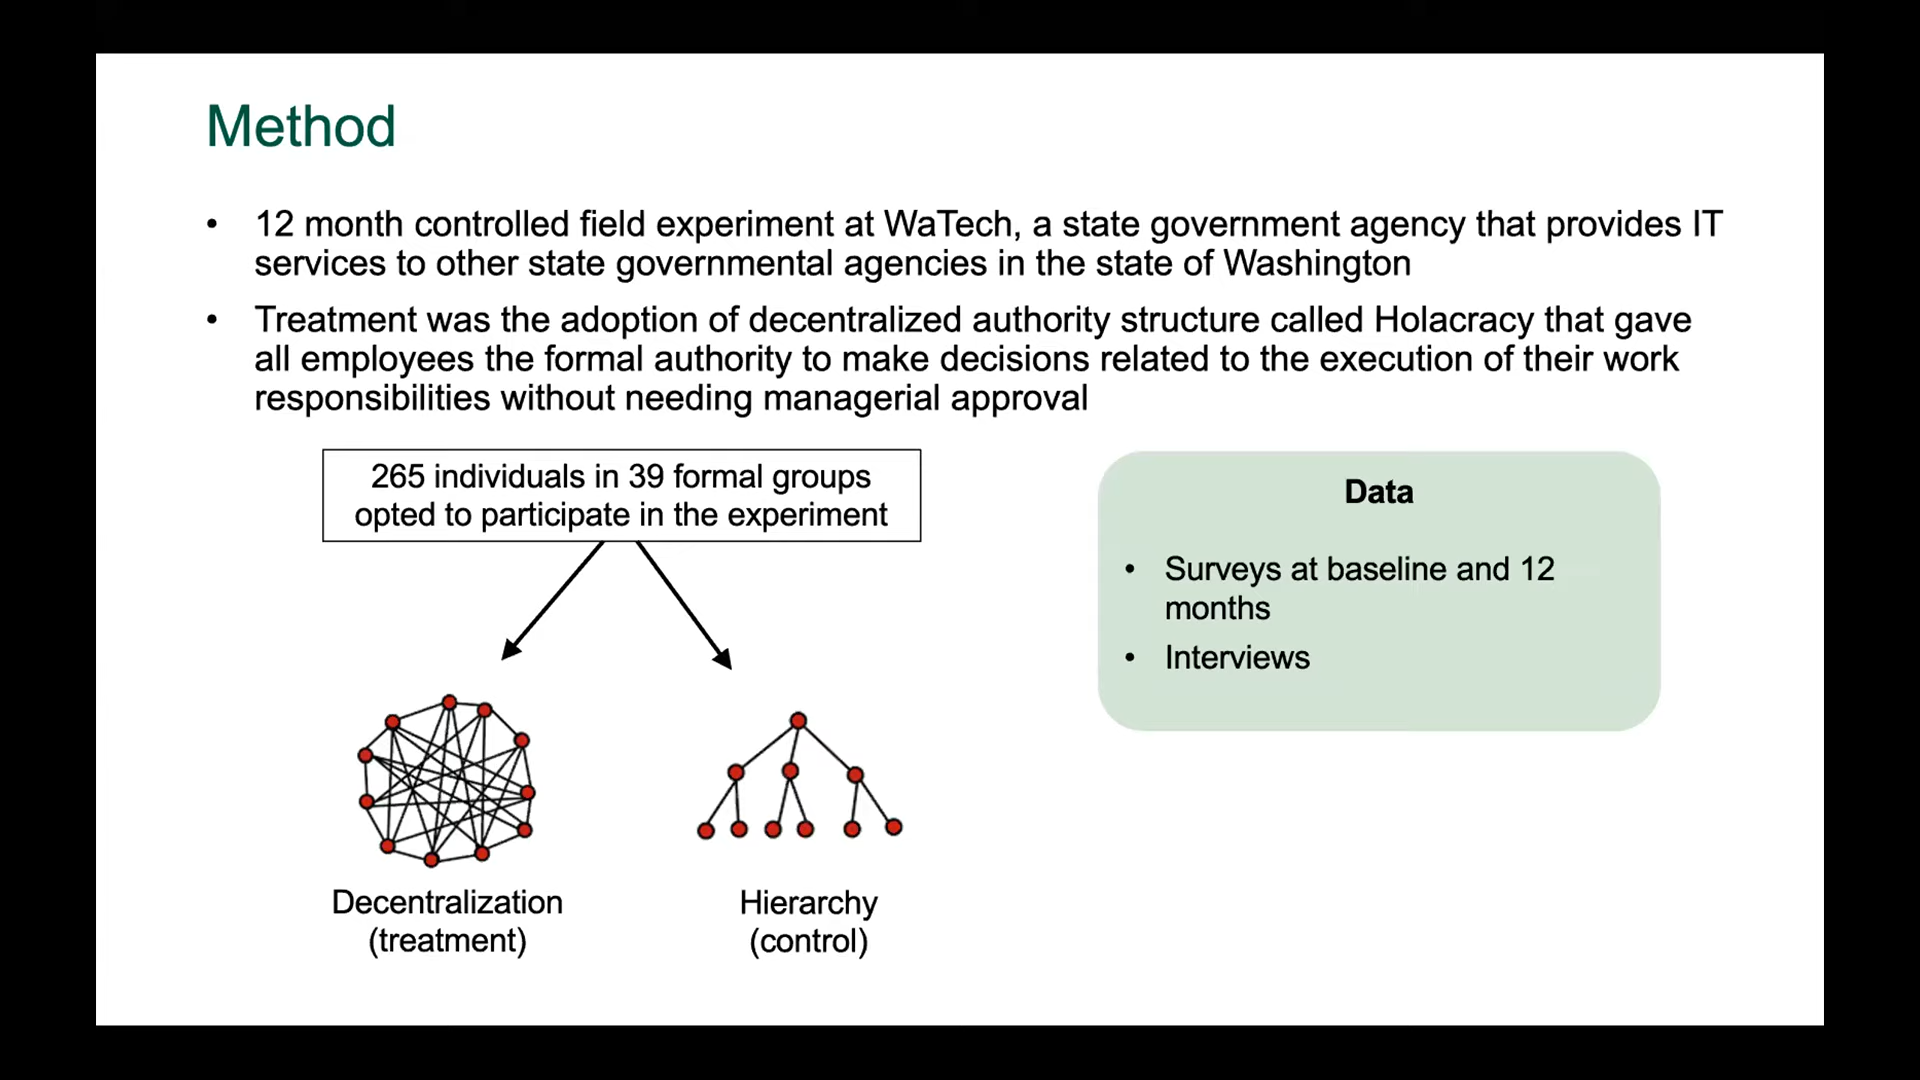 Method
• 12 month controlled field experiment at WaTech, a state government agency that provides IT
services to other state governmental agencies in the state of Washington
• Treatment was the adoption of decentralized authority structure called Holacracy that gave
all employees the formal authority to make decisions related to the execution of their work
responsibilities without needing managerial approval
265 individuals in 39 formal groups
opted to participate in the experiment
Decentralization
(treatment)
Hierarchy
(control)
Data
• Surveys at baseline and 12
months
• Interviews